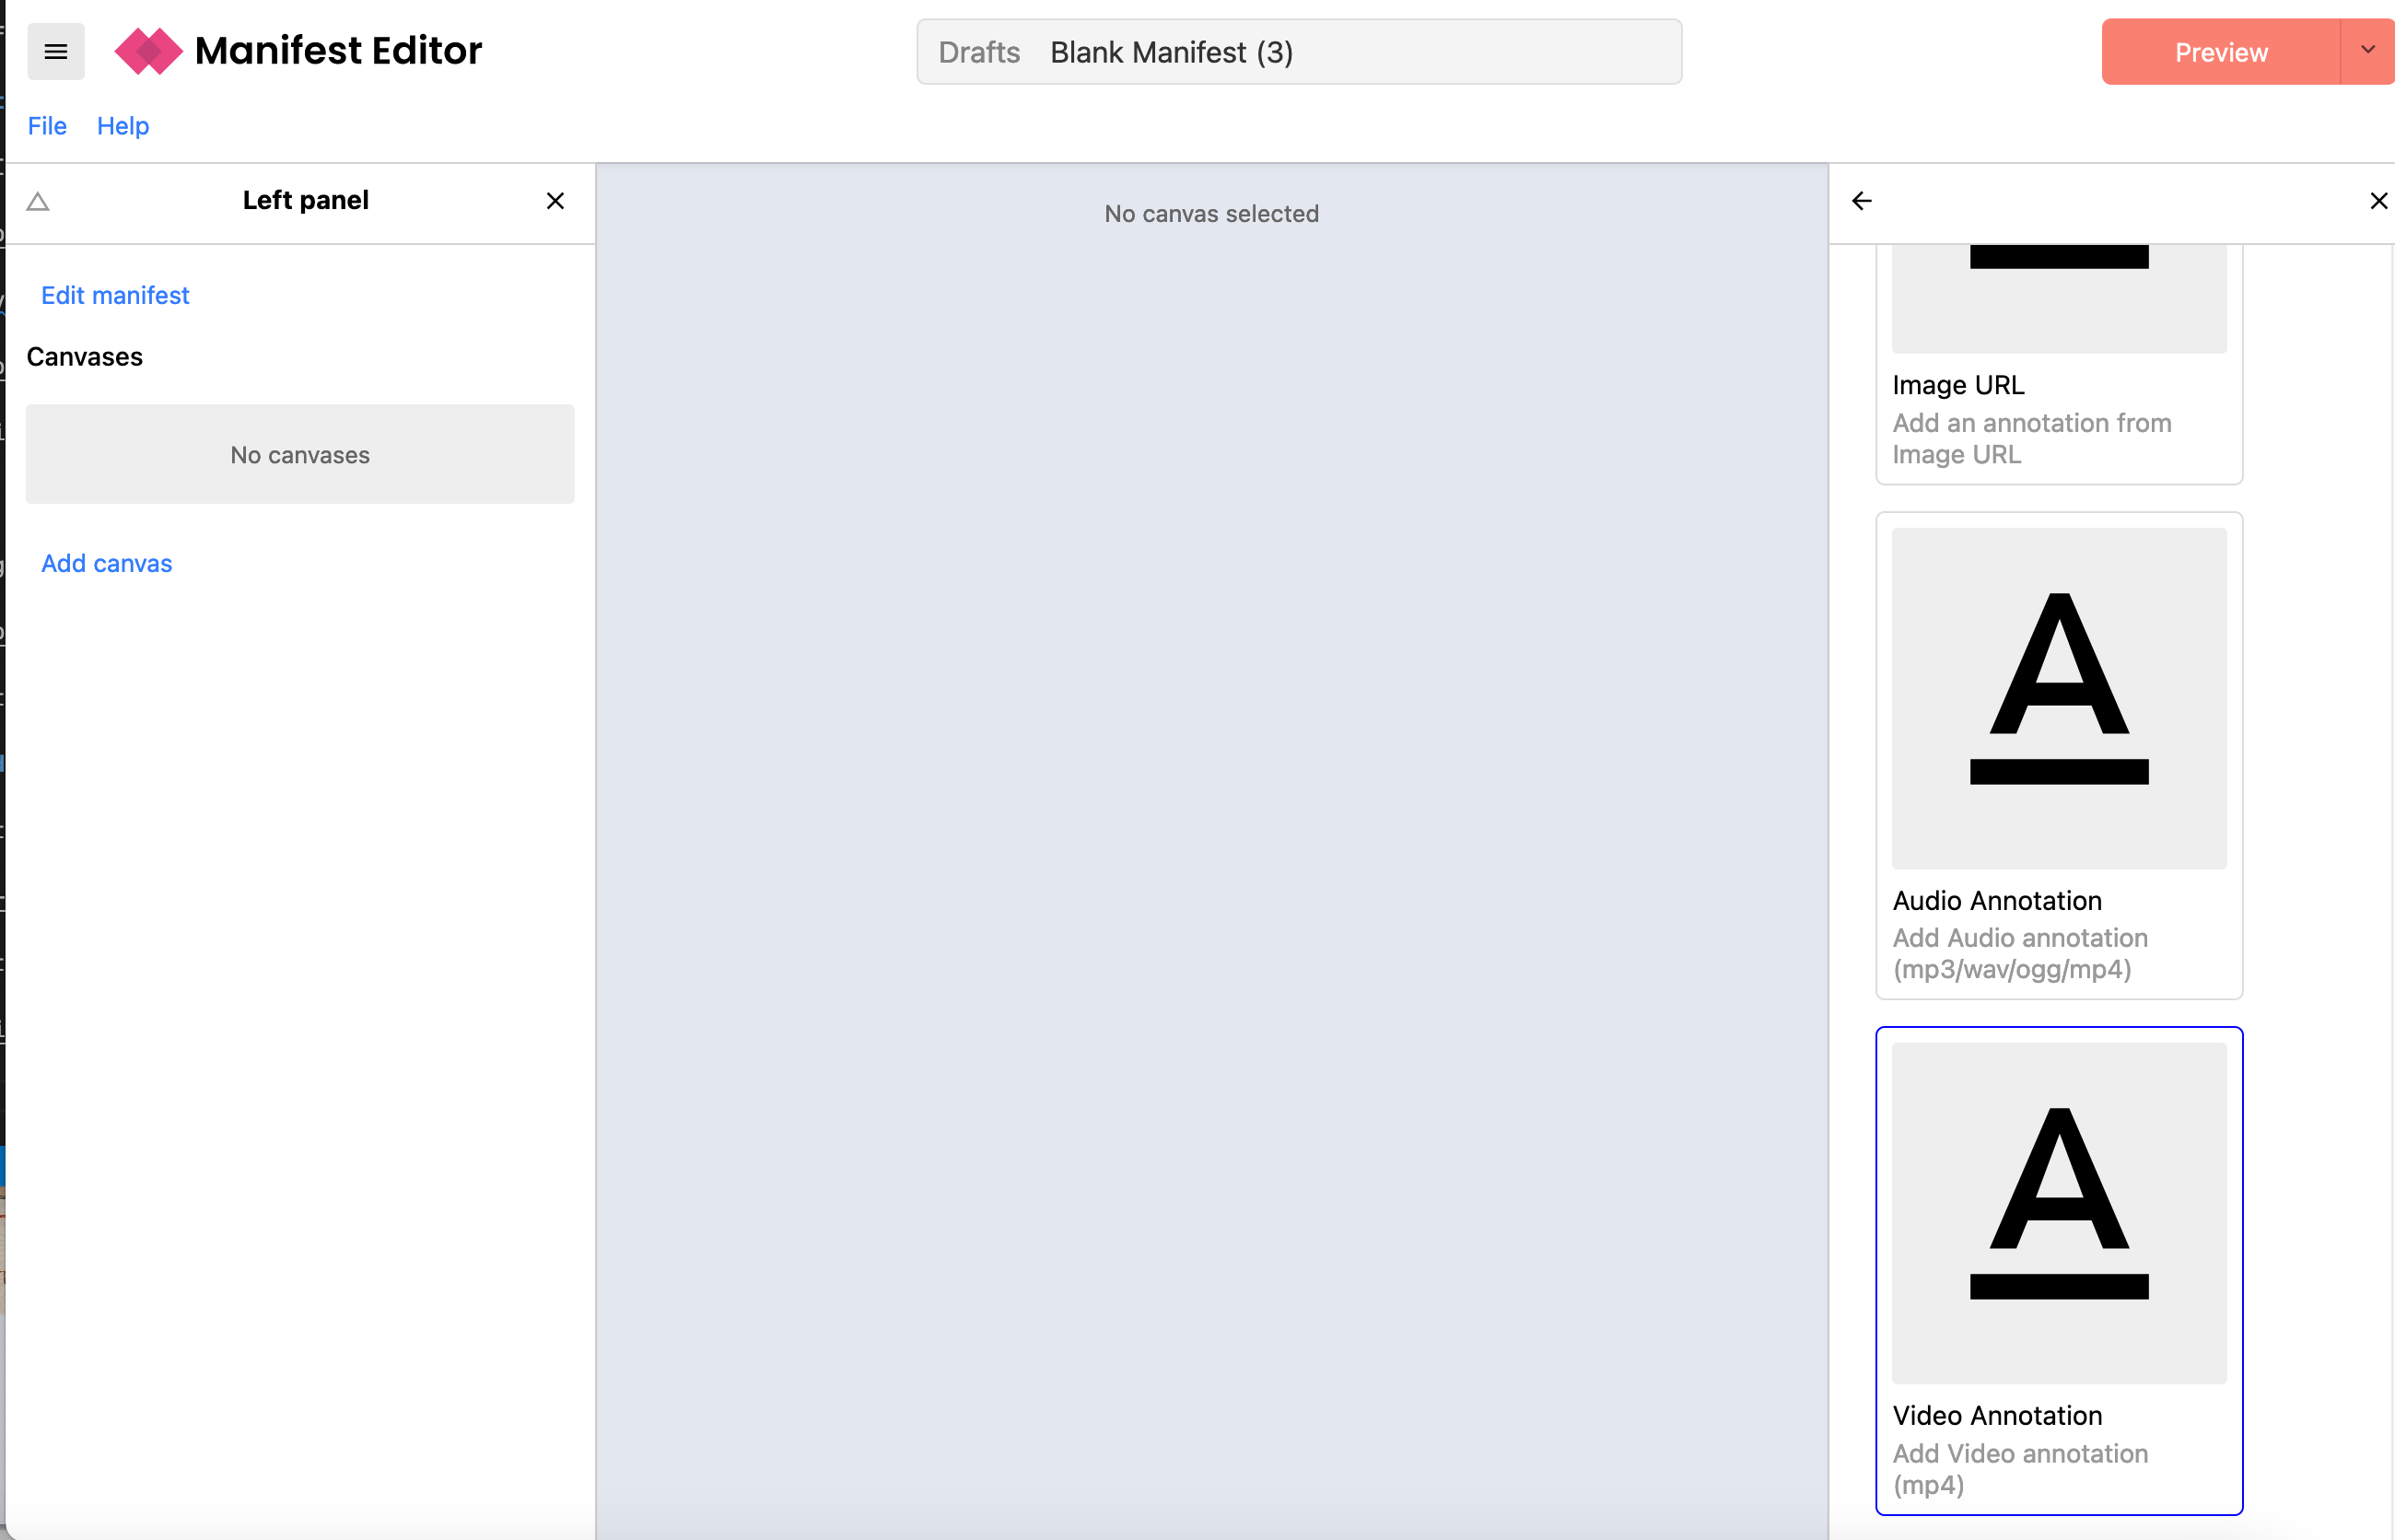 Manifest Editor
Drafts Blank Manifest (3)
Preview
File Help
Left panel
Edit manifest
Canvases
No canvases
Add canvas
No canvas selected
Image URL
Add an annotation from
Image URL
A
Audio Annotation
Add Audio annotation
(mp3/wav/ogg/mp4)
A
Video Annotation
Add Video annotation
(mp4)